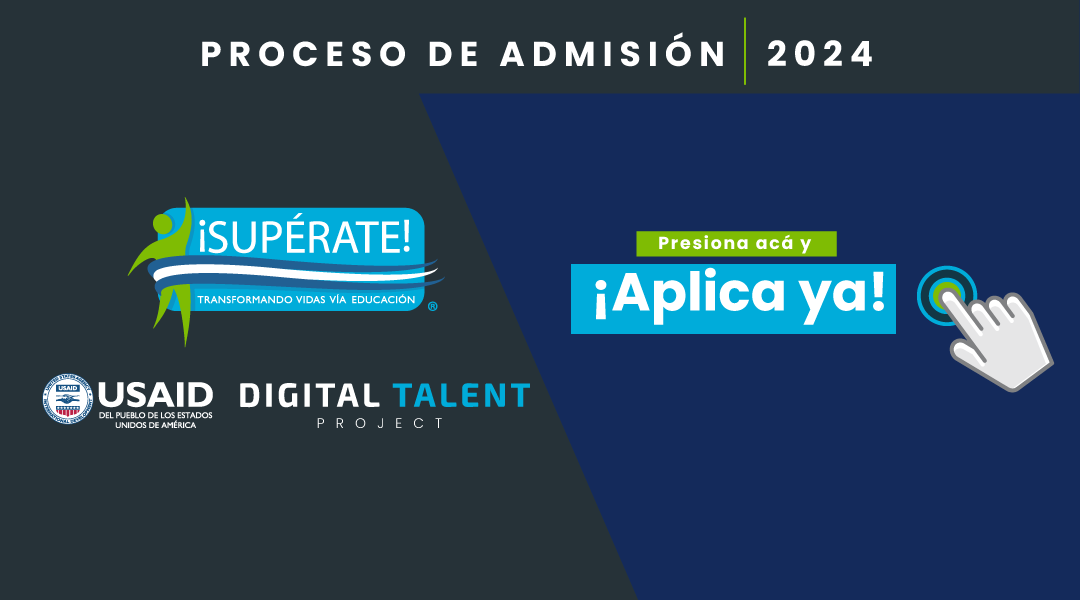 PROCESO DE ADMISIÓN 2024
¡SUPÉRATE!
TRANSFORMANDO VIDAS VÍA EDUCACIÓN ®
Presiona acá y
¡Aplica ya!
USAID
USAID
DEL PUEBLO DE LOS ESTADOS
UNIDOS DE AMÉRICA
DIGITAL TALENT
PROJECT